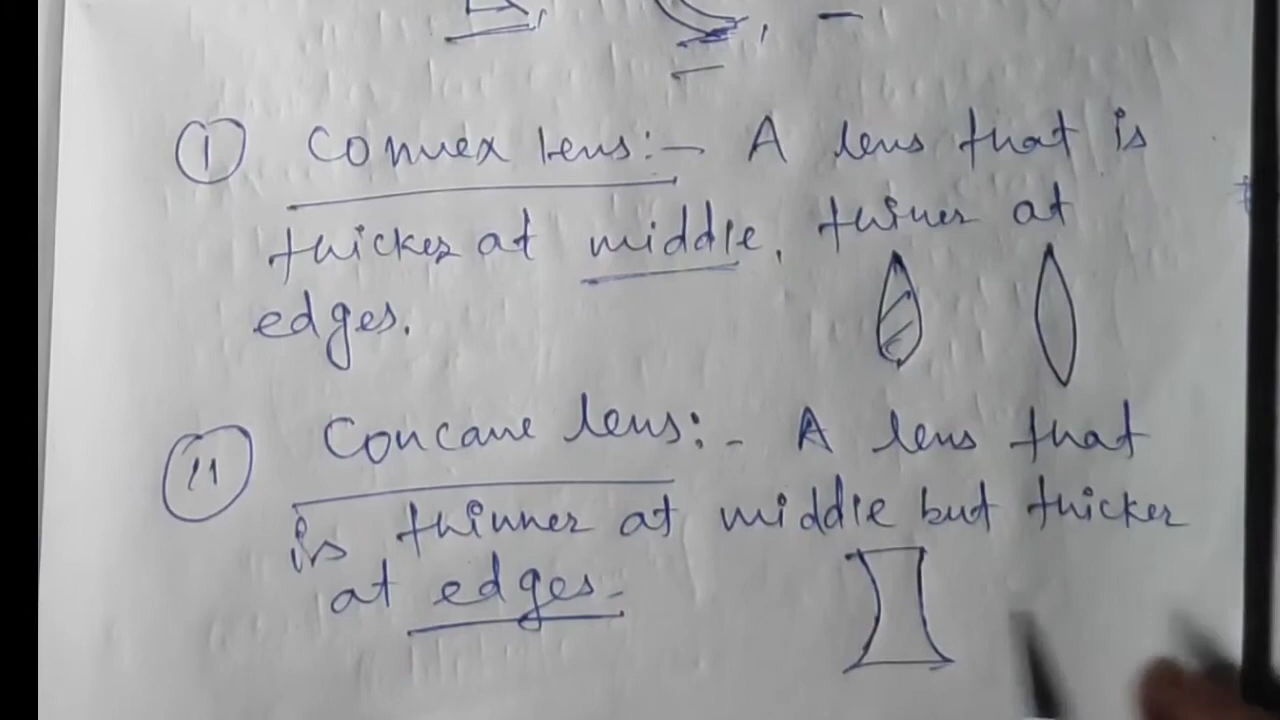 (i) Convex lens:- A lens that is
thicker at middle, thiner at
edges.
(ii) Concave lens:- A lens that
is thinner at middle but thicker
at edges.